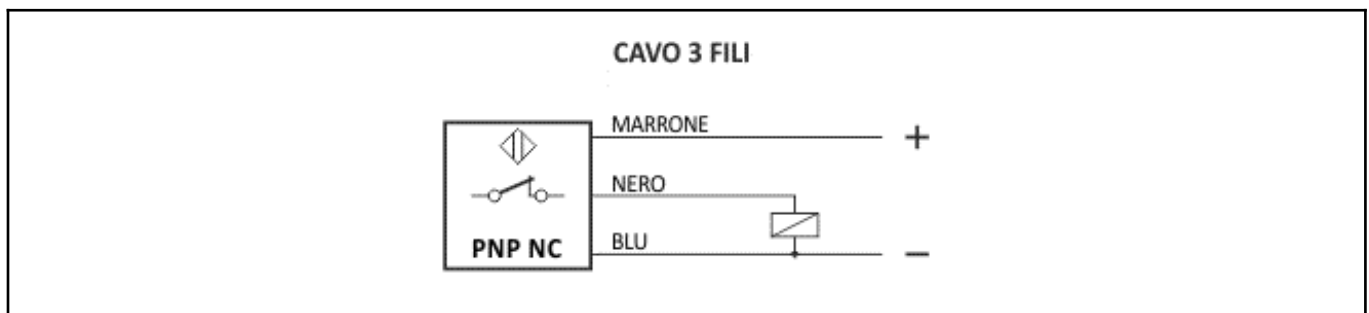 CAVO 3 FILI
MARRONE
+
NERO
PNP NC
BLU
−